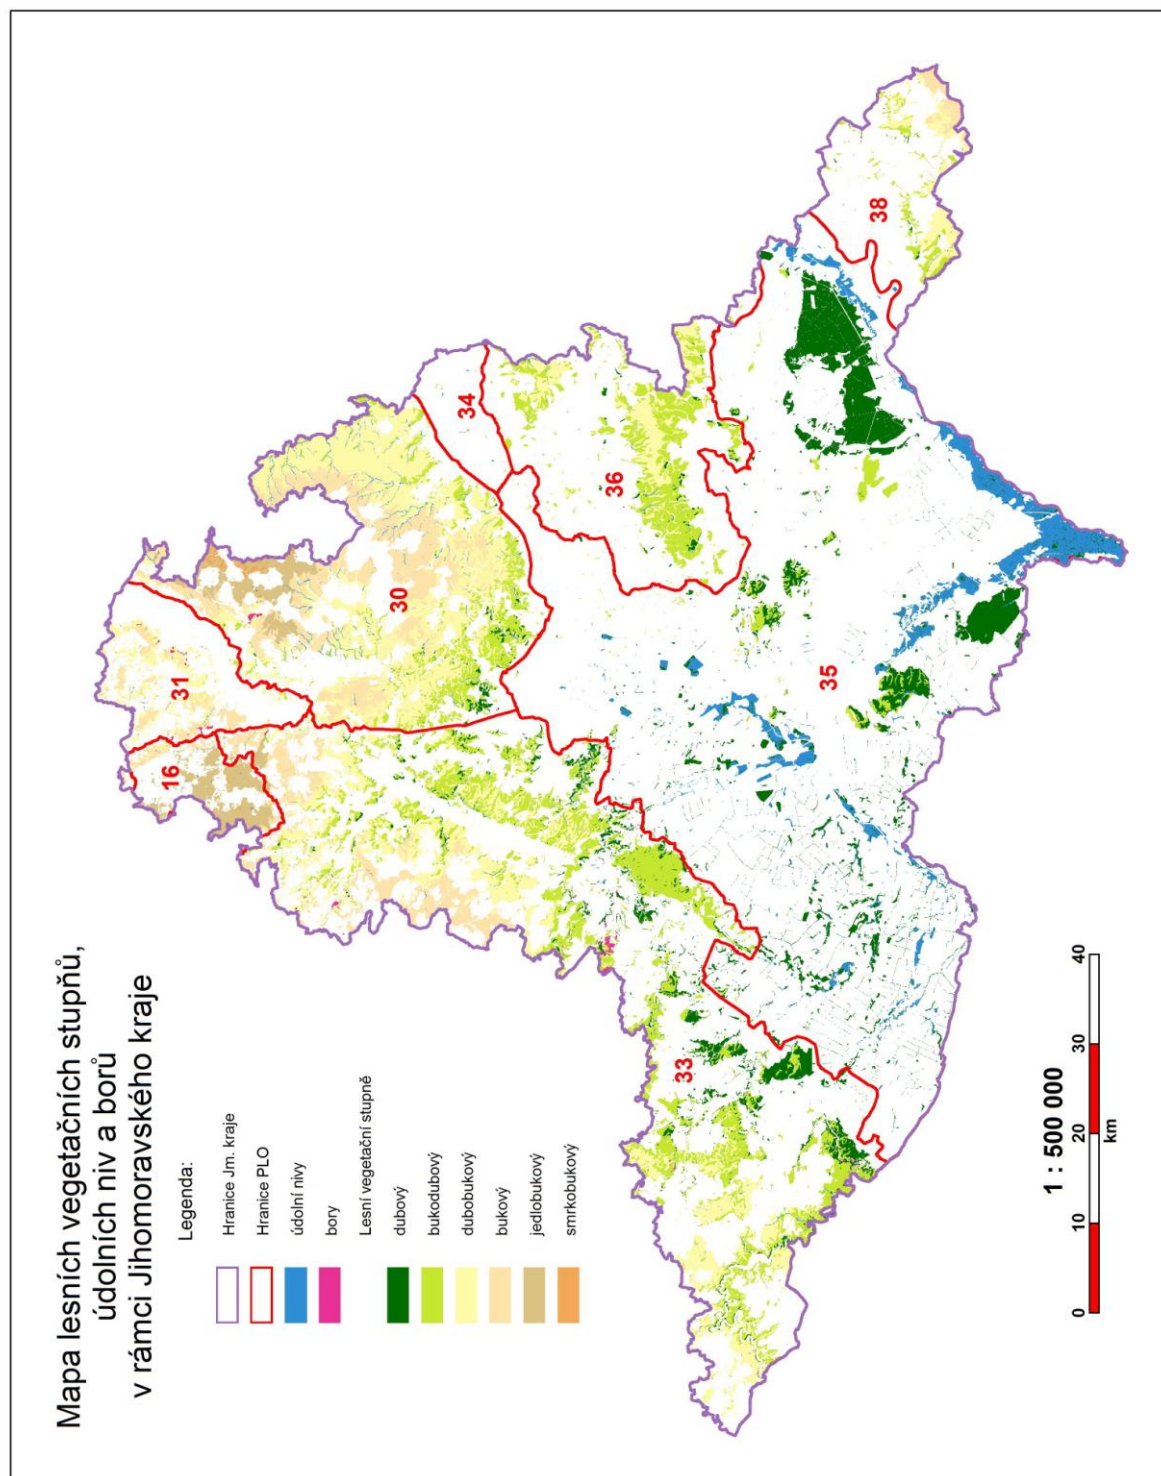 Mapa lesních vegetačních stupňů,
údolních niv a borů
v rámci Jihomoravského kraje
Legenda:
Hranice Jm. kraje
Hranice PLO
údolní nivy
bory
Lesní vegetační stupně
dubový
bukodubový
dubobukový
bukový
jedlobukový
smrkobukový
16
31
30
34
36
38
33
35
1 : 500 000
0 10 20 30 40
km